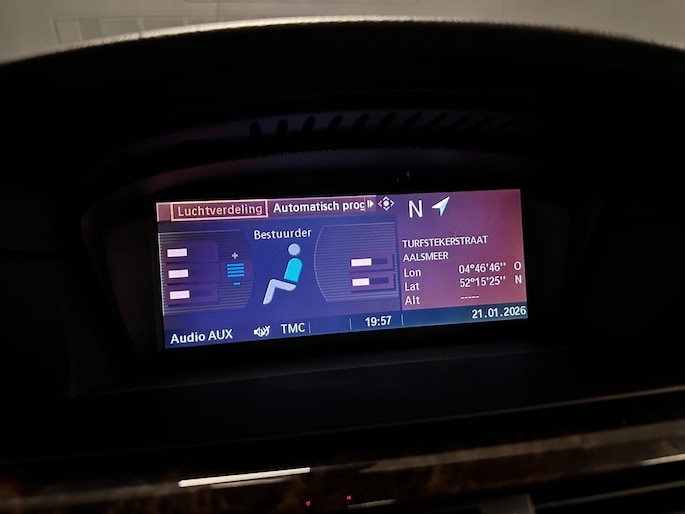 Luchtverdeling Automatisch prog
N
Bestuurder
TURFSTEKERSTRAAT
AALSMEER
Lon 04°46'46'' O
Lat 52°15'25'' N
Alt -----
Audio AUX TMC 19:57 21.01.2026